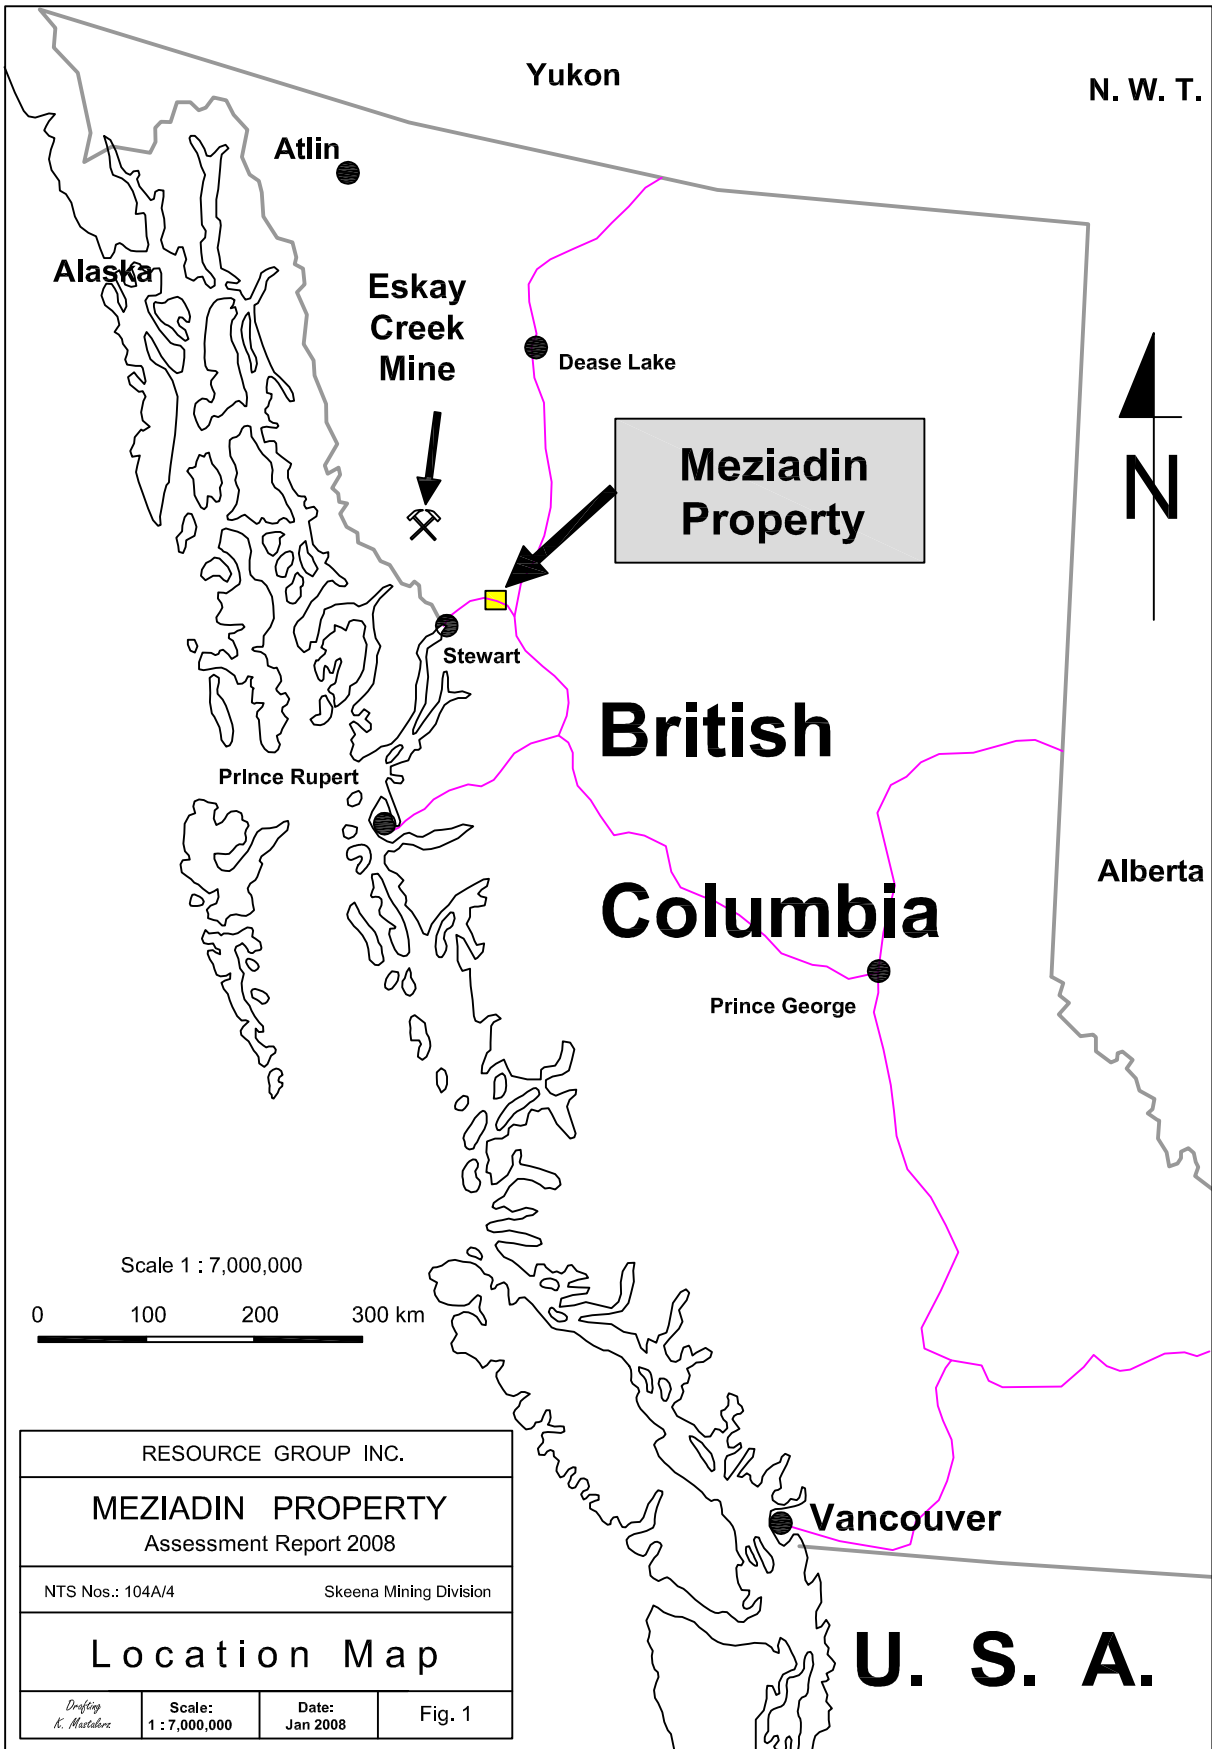 Yukon
N. W. T.
Atlin
Alaska
Eskay
Creek
Mine
Dease Lake
Meziadin
Property
N
Stewart
British
Prince Rupert
Columbia
Alberta
Prince George
Scale 1 : 7,000,000
0 100 200 300 km
RESOURCE GROUP INC.
MEZIADIN PROPERTY
Assessment Report 2008
NTS Nos.: 104A/4 Skeena Mining Division
Location Map
Drafting
K. Mastalerz
Scale:
1 : 7,000,000
Date:
Jan 2008
Fig. 1
Vancouver
U. S. A.